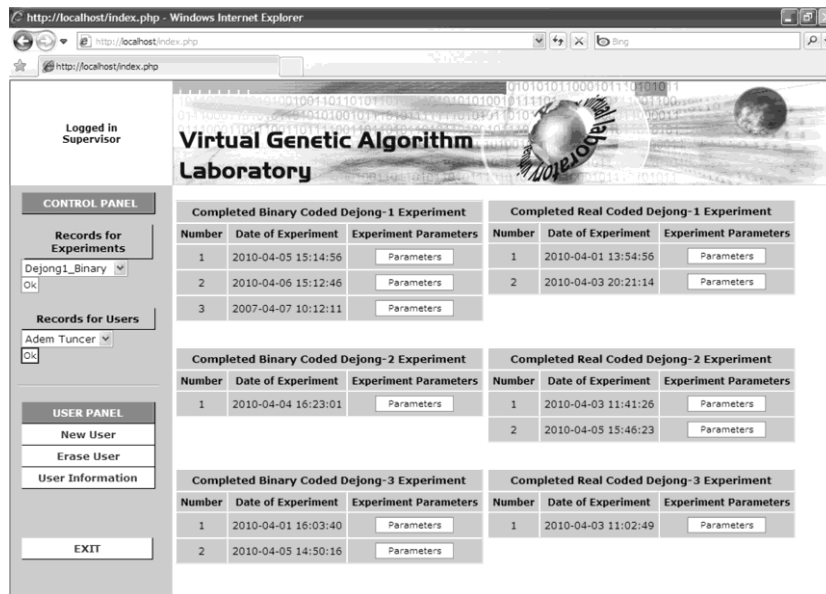 http://localhost/index.php - Windows Internet Explorer
http://localhost/index.php
Bing
http://localhost/index.php
Logged in
Supervisor
Virtual Genetic Algorithm
Laboratory
CONTROL PANEL
Records for
Experiments
Dejong1_Binary
Ok
Records for Users
Adem Tuncer
Ok
USER PANEL
New User
Erase User
User Information
EXIT
Completed Binary Coded Dejong-1 Experiment
Number Date of Experiment Experiment Parameters
1 2010-04-05 15:14:56 Parameters
2 2010-04-06 15:12:46 Parameters
3 2007-04-07 10:12:11 Parameters
Completed Real Coded Dejong-1 Experiment
Number Date of Experiment Experiment Parameters
1 2010-04-01 13:54:56 Parameters
2 2010-04-03 20:21:14 Parameters
Completed Binary Coded Dejong-2 Experiment
Number Date of Experiment Experiment Parameters
1 2010-04-04 16:23:01 Parameters
Completed Real Coded Dejong-2 Experiment
Number Date of Experiment Experiment Parameters
1 2010-04-03 11:41:26 Parameters
2 2010-04-05 15:46:23 Parameters
Completed Binary Coded Dejong-3 Experiment
Number Date of Experiment Experiment Parameters
1 2010-04-01 16:03:40 Parameters
2 2010-04-05 14:50:16 Parameters
Completed Real Coded Dejong-3 Experiment
Number Date of Experiment Experiment Parameters
1 2010-04-03 11:02:49 Parameters